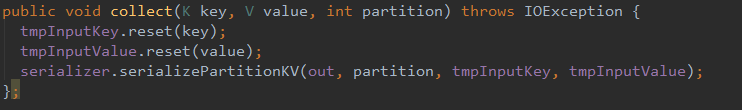 public void collect(K key, V value, int partition) throws IOException {
  tmpInputKey.reset(key);
  tmpInputValue.reset(value);
  serializer.serializePartitionKV(out, partition, tmpInputKey, tmpInputValue);
};